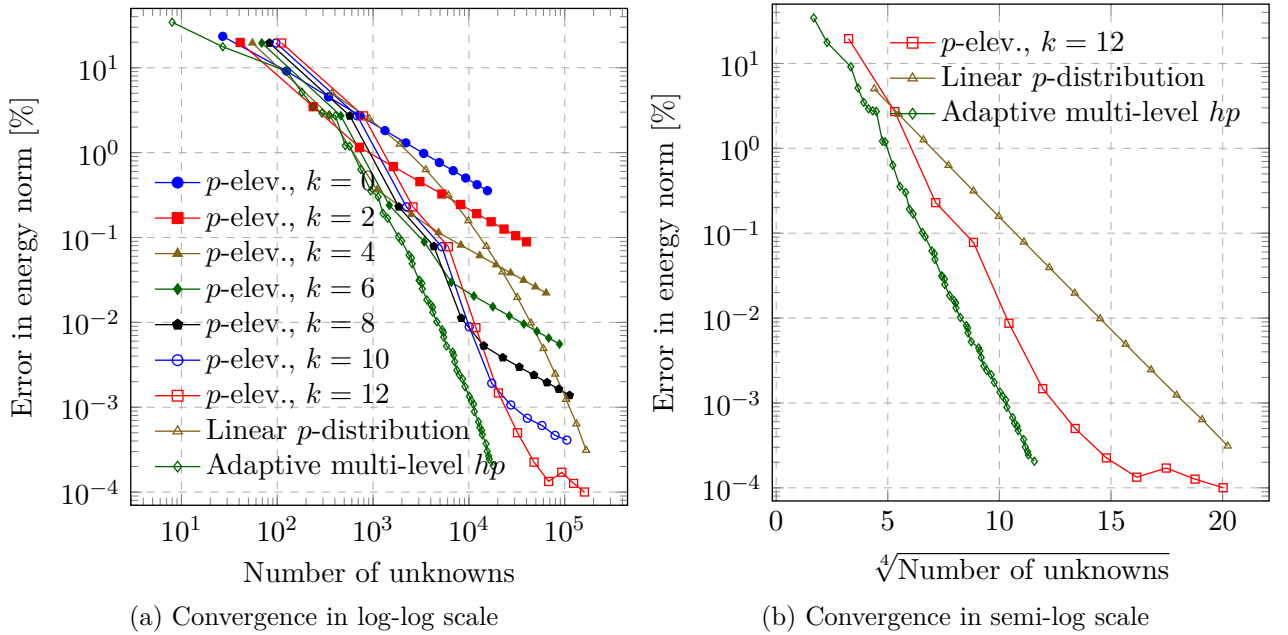 10^1
10^0
10^−1
10^−2
10^−3
10^−4
Error in energy norm [%]
p-elev., k = 0
p-elev., k = 2
p-elev., k = 4
p-elev., k = 6
p-elev., k = 8
p-elev., k = 10
p-elev., k = 12
Linear p-distribution
Adaptive multi-level hp
10^1 10^2 10^3 10^4 10^5
Number of unknowns
(a) Convergence in log-log scale
10^1
10^0
10^−1
10^−2
10^−3
10^−4
Error in energy norm [%]
p-elev., k = 12
Linear p-distribution
Adaptive multi-level hp
0 5 10 15 20
∜Number of unknowns
(b) Convergence in semi-log scale